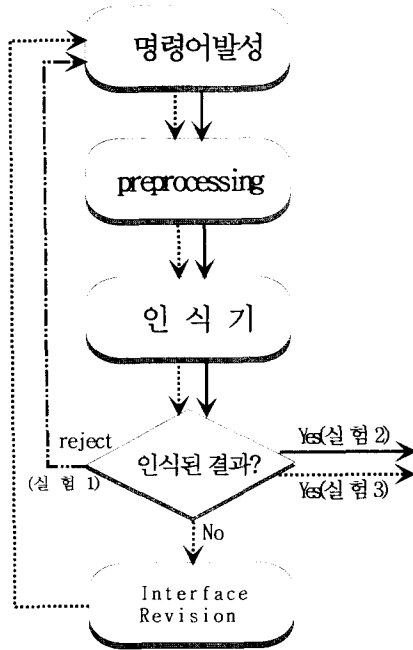 명령어발성
preprocessing
인 식 기
reject
인식된 결과?
Yes(실 험 2)
(실 험 1)
Yes(실험3)
No
Interface
Revision